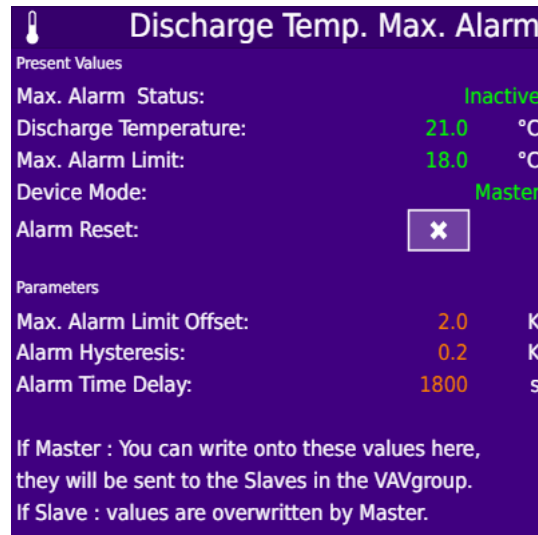 Discharge Temp. Max. Alarm
Present Values
Max. Alarm Status: Inactive
Discharge Temperature: 21.0 °C
Max. Alarm Limit: 18.0 °C
Device Mode: Master
Alarm Reset:
Parameters
Max. Alarm Limit Offset: 2.0 K
Alarm Hysteresis: 0.2 K
Alarm Time Delay: 1800 s
If Master : You can write onto these values here,
they will be sent to the Slaves in the VAVgroup.
If Slave : values are overwritten by Master.